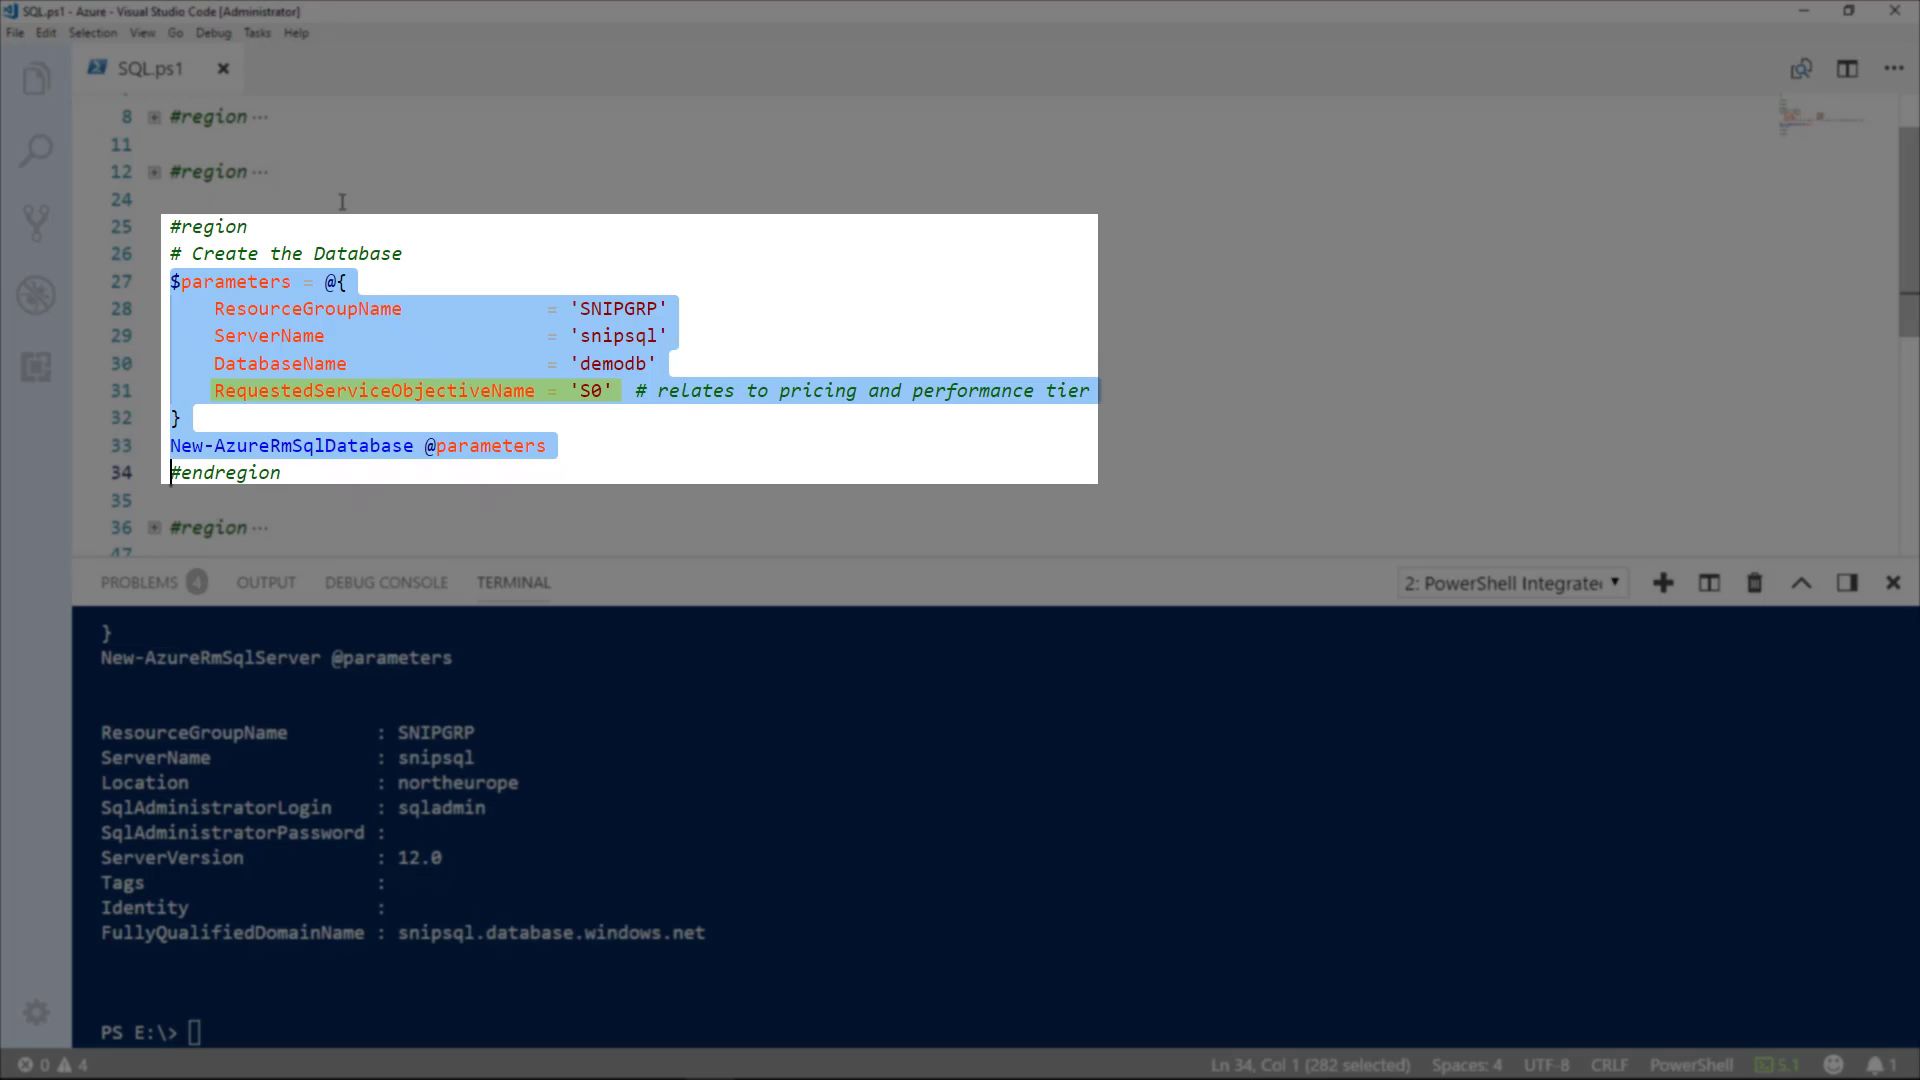 SQL.ps1 - Azure - Visual Studio Code [Administrator]
File Edit Selection View Go Debug Tasks Help
SQL.ps1
8 #region ...
11
12 #region ...
24
25 #region
26 # Create the Database
27 $parameters = @{
28 ResourceGroupName = 'SNIPGRP'
29 ServerName = 'snipsql'
30 DatabaseName = 'demodb'
31 RequestedServiceObjectiveName = 'S0' # relates to pricing and performance tier
32 }
33 New-AzureRmSqlDatabase @parameters
34 #endregion
35
36 #region ...
47
PROBLEMS 4 OUTPUT DEBUG CONSOLE TERMINAL 2: PowerShell Integrate
}
New-AzureRmSqlServer @parameters
ResourceGroupName : SNIPGRP
ServerName : snipsql
Location : northeurope
SqlAdministratorLogin : sqladmin
SqlAdministratorPassword :
ServerVersion : 12.0
Tags :
Identity :
FullyQualifiedDomainName : snipsql.database.windows.net
PS E:\>
0 4 Ln 34, Col 1 (282 selected) Spaces: 4 UTF-8 CRLF PowerShell 5.1 1